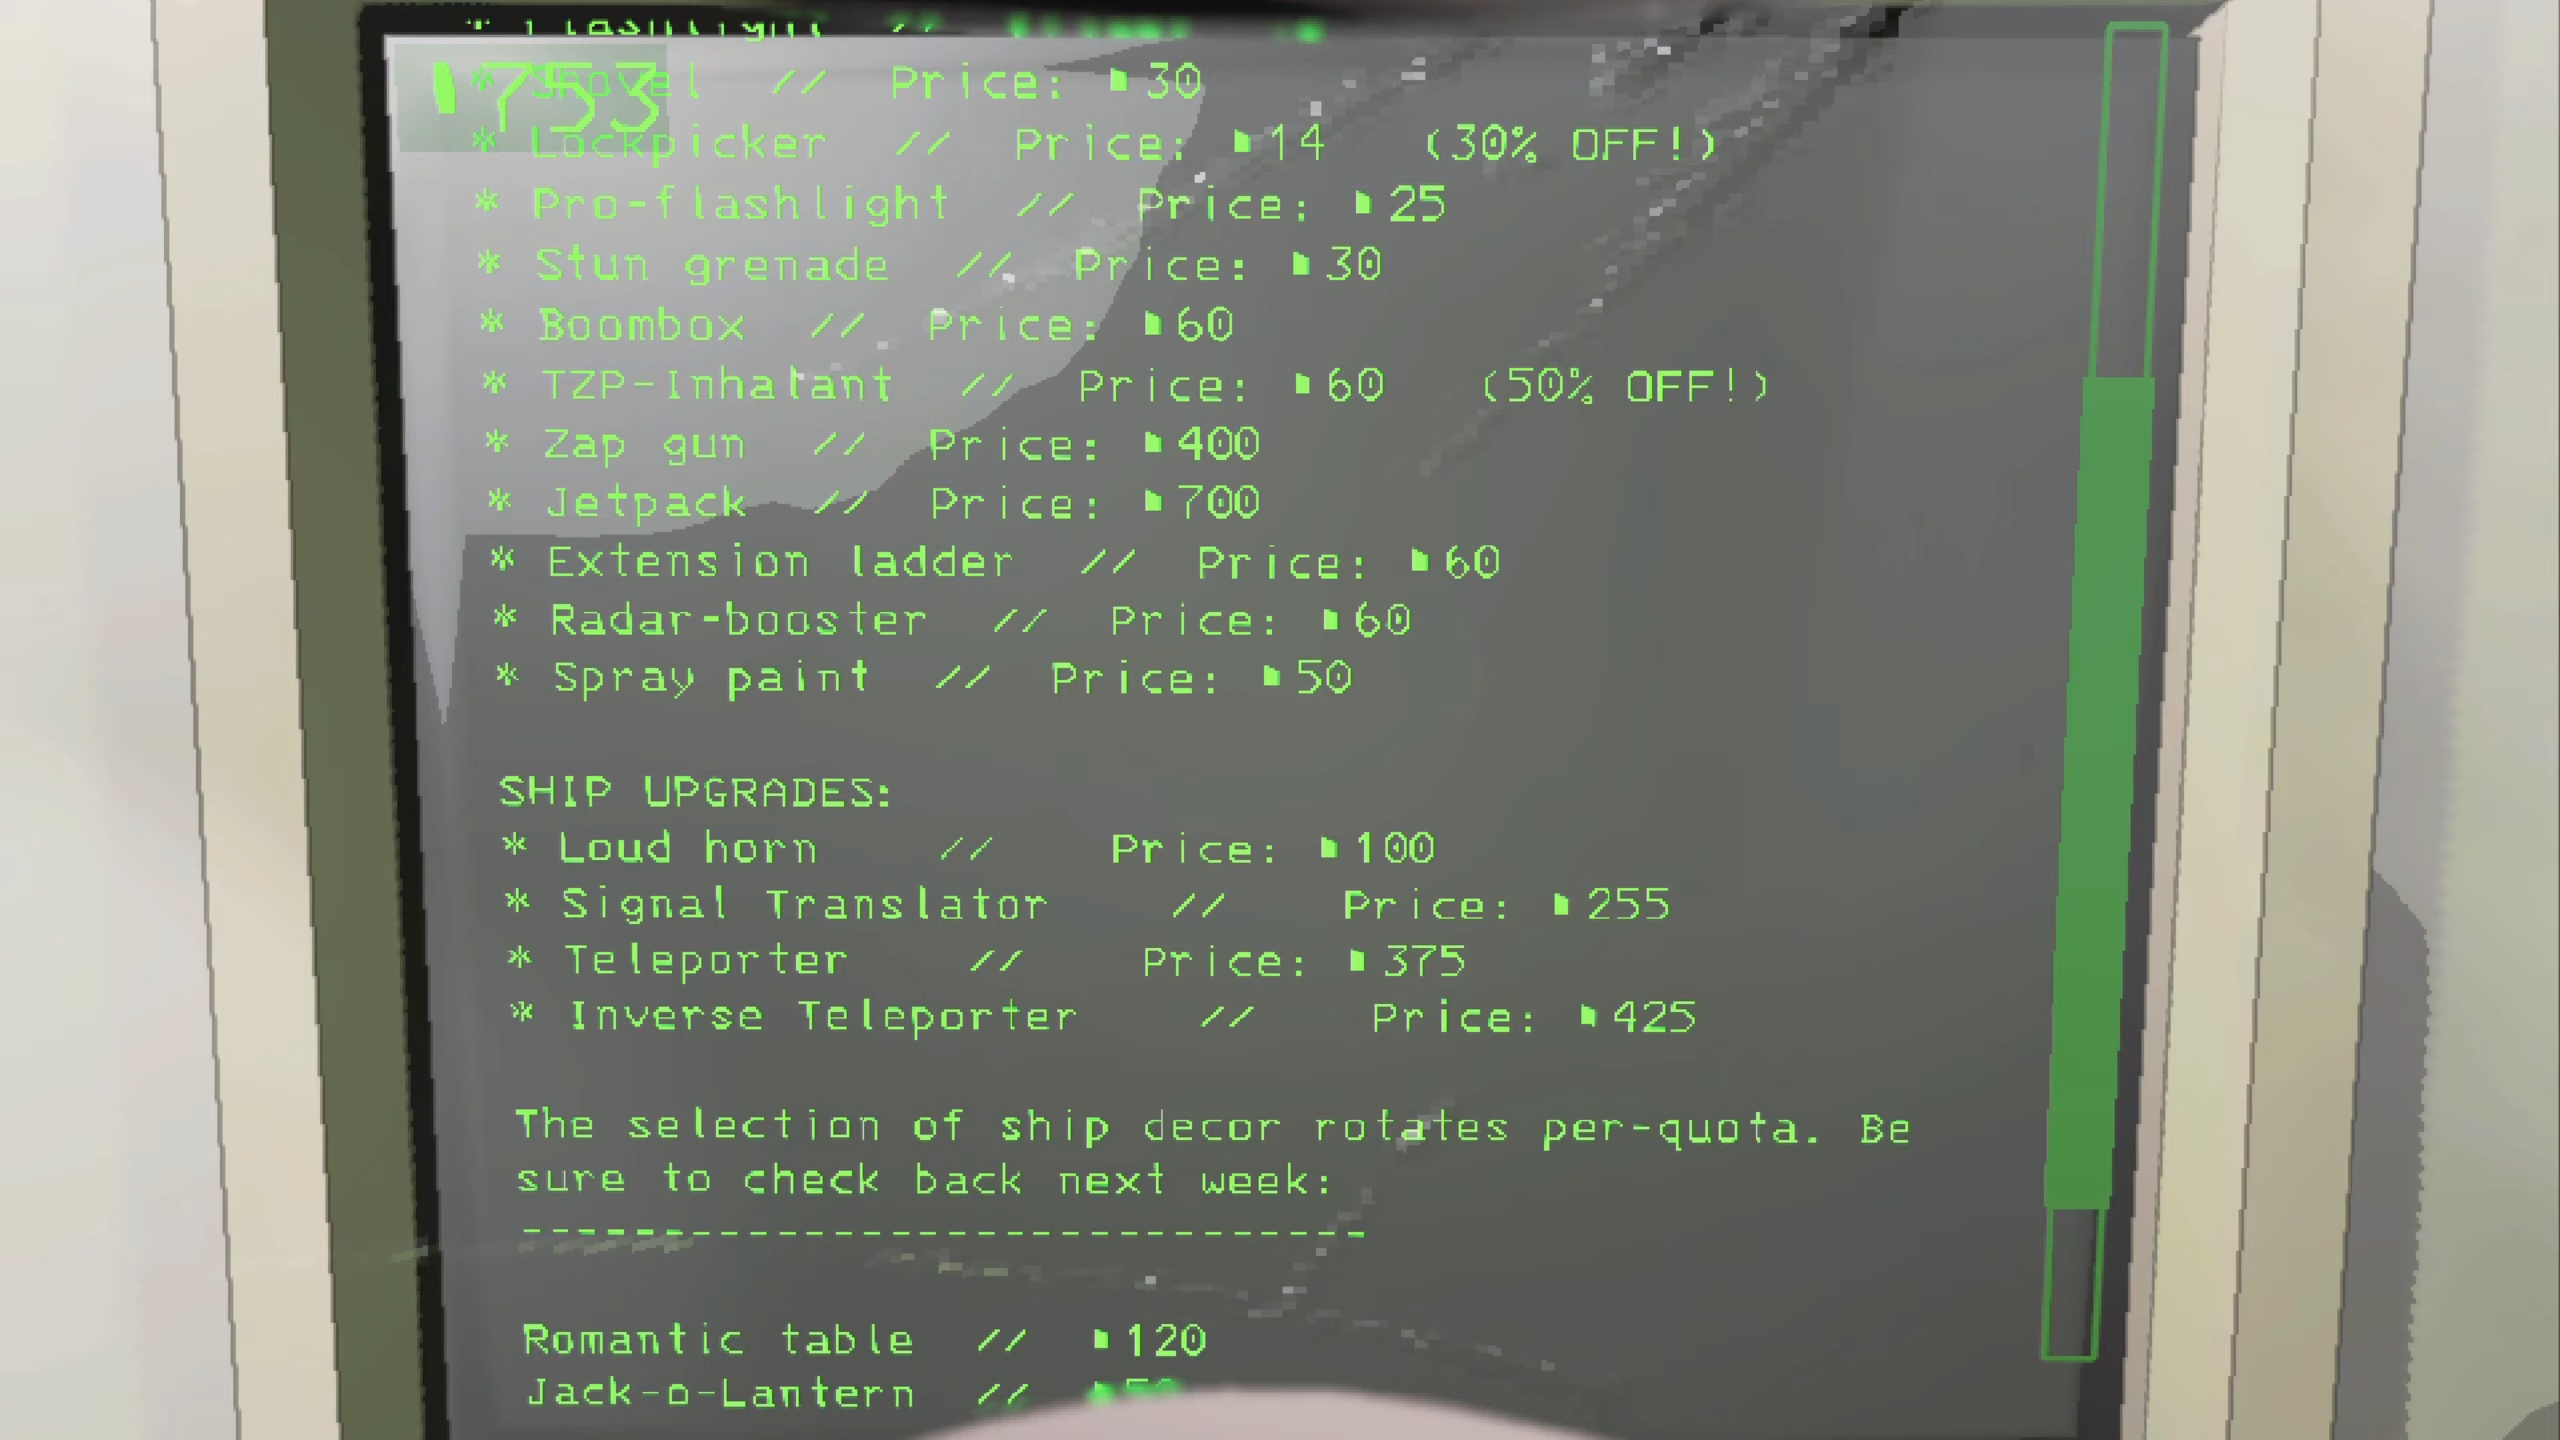 * Flashlight //
753
* Shovel // Price: 30
* Lockpicker // Price: 14 (30% OFF!)
* Pro-flashlight // Price: 25
* Stun grenade // Price: 30
* Boombox // Price: 60
* TZP-Inhalant // Price: 60 (50% OFF!)
* Zap gun // Price: 400
* Jetpack // Price: 700
* Extension ladder // Price: 60
* Radar-booster // Price: 60
* Spray paint // Price: 50
SHIP UPGRADES:
* Loud horn // Price: 100
* Signal Translator // Price: 255
* Teleporter // Price: 375
* Inverse Teleporter // Price: 425
The selection of ship decor rotates per-quota. Be
sure to check back next week:
------------------------------
Romantic table // 120
Jack-o-Lantern //